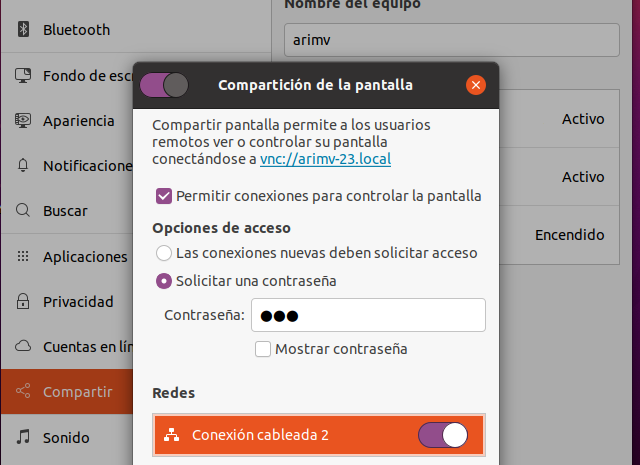 Nombre del equipo
Bluetooth
arimv
Compartición de la pantalla
Fondo de esc
Compartir pantalla permite a los usuarios
remotos ver o controlar su pantalla
conectándose a vnc://arimv-23.local
Apariencia
Activo
Notificacione
Activo
Permitir conexiones para controlar la pantalla
Buscar
Opciones de acceso
Encendido
Las conexiones nuevas deben solicitar acceso
Aplicaciones
Solicitar una contraseña
Privacidad
Contraseña: ●●●
Cuentas en lín
Mostrar contraseña
Compartir
Redes
Sonido
Conexión cableada 2